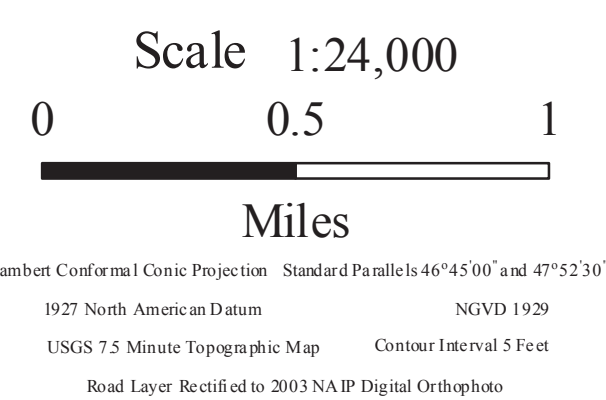 Scale 1:24,000
0 0.5 1
Miles
ambert Conformal Conic Projection Standard Parallels 46°45'00" and 47°52'30'
1927 North American Datum NGVD 1929
USGS 7.5 Minute Topographic Map Contour Interval 5 Feet
Road Layer Rectified to 2003 NAIP Digital Orthophoto